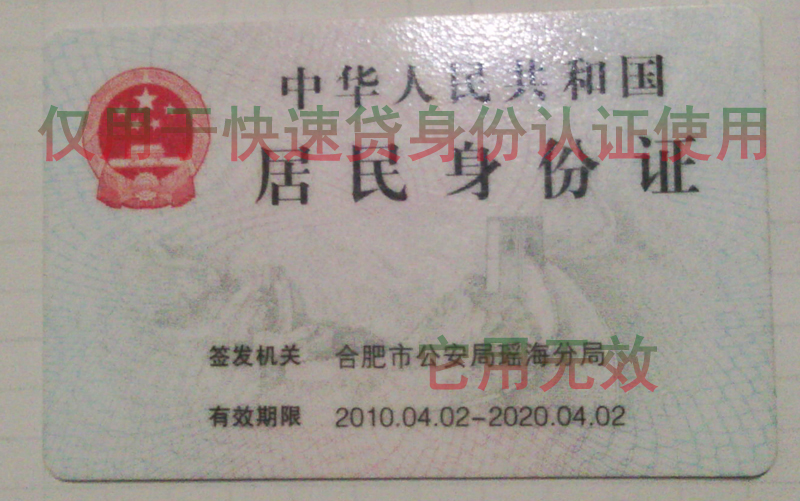 中华人民共和国
仅用于快速贷身份认证使用
居民身份证
签发机关 合肥市公安局瑶海分局
它用无效
有效期限 2010.04.02-2020.04.02